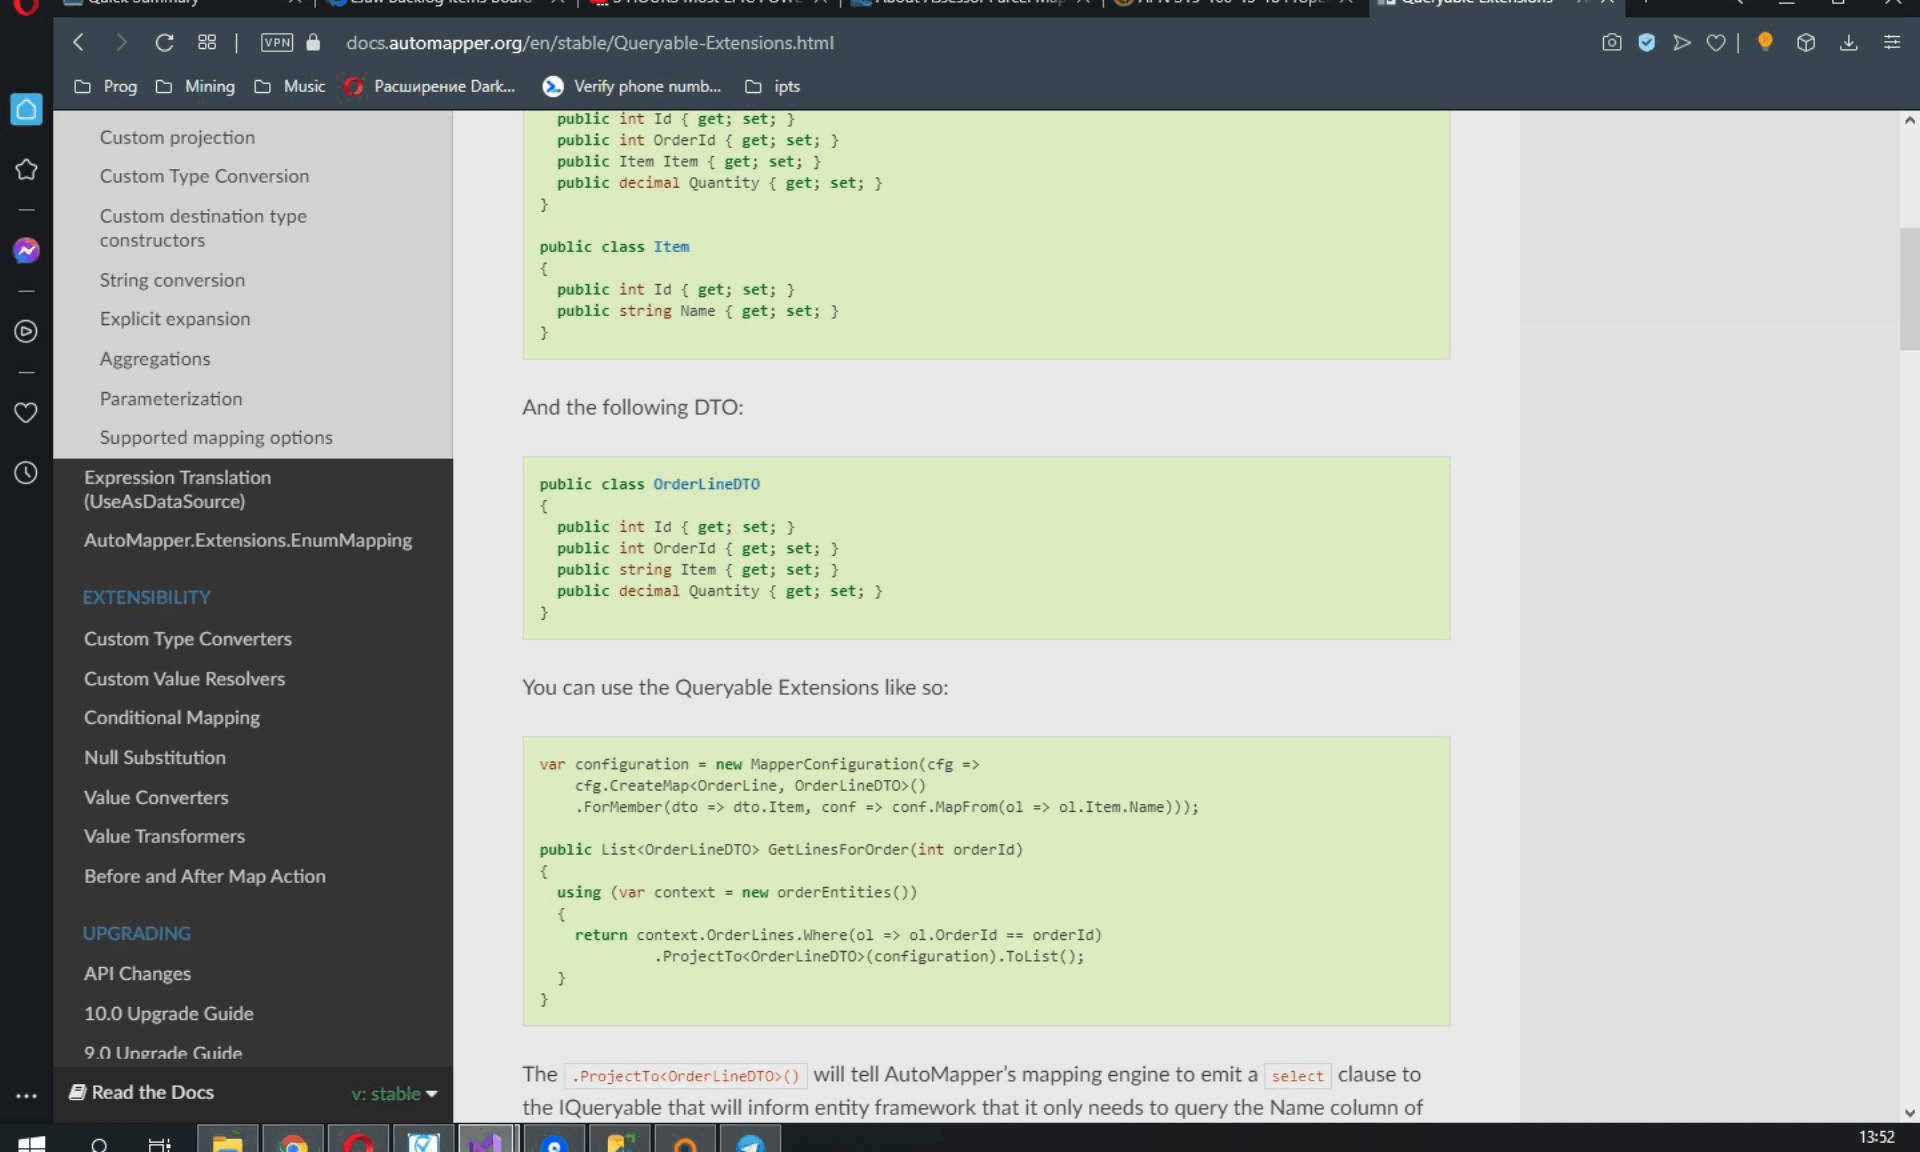 docs.automapper.org/en/stable/Queryable-Extensions.html
VPN
Prog
Mining
Music
Расширение Dark...
Verify phone numb...
ipts
Custom projection
Custom Type Conversion
Custom destination type
constructors
String conversion
Explicit expansion
Aggregations
Parameterization
Supported mapping options
Expression Translation
(UseAsDataSource)
AutoMapper.Extensions.EnumMapping
EXTENSIBILITY
Custom Type Converters
Custom Value Resolvers
Conditional Mapping
Null Substitution
Value Converters
Value Transformers
Before and After Map Action
UPGRADING
API Changes
10.0 Upgrade Guide
9.0 Upgrade Guide
Read the Docs
v: stable
public int Id { get; set; }
public int OrderId { get; set; }
public Item Item { get; set; }
public decimal Quantity { get; set; }
}
public class Item
{
public int Id { get; set; }
public string Name { get; set; }
}
And the following DTO:
public class OrderLineDTO
{
public int Id { get; set; }
public int OrderId { get; set; }
public string Item { get; set; }
public decimal Quantity { get; set; }
}
You can use the Queryable Extensions like so:
var configuration = new MapperConfiguration(cfg =>
cfg.CreateMap<OrderLine, OrderLineDTO>()
.ForMember(dto => dto.Item, conf => conf.MapFrom(ol => ol.Item.Name)));
public List<OrderLineDTO> GetLinesForOrder(int orderId)
{
using (var context = new orderEntities())
{
return context.OrderLines.Where(ol => ol.OrderId == orderId)
.ProjectTo<OrderLineDTO>(configuration).ToList();
}
}
The .ProjectTo<OrderLineDTO>() will tell AutoMapper's mapping engine to emit a select clause to
the IQueryable that will inform entity framework that it only needs to query the Name column of
13:52